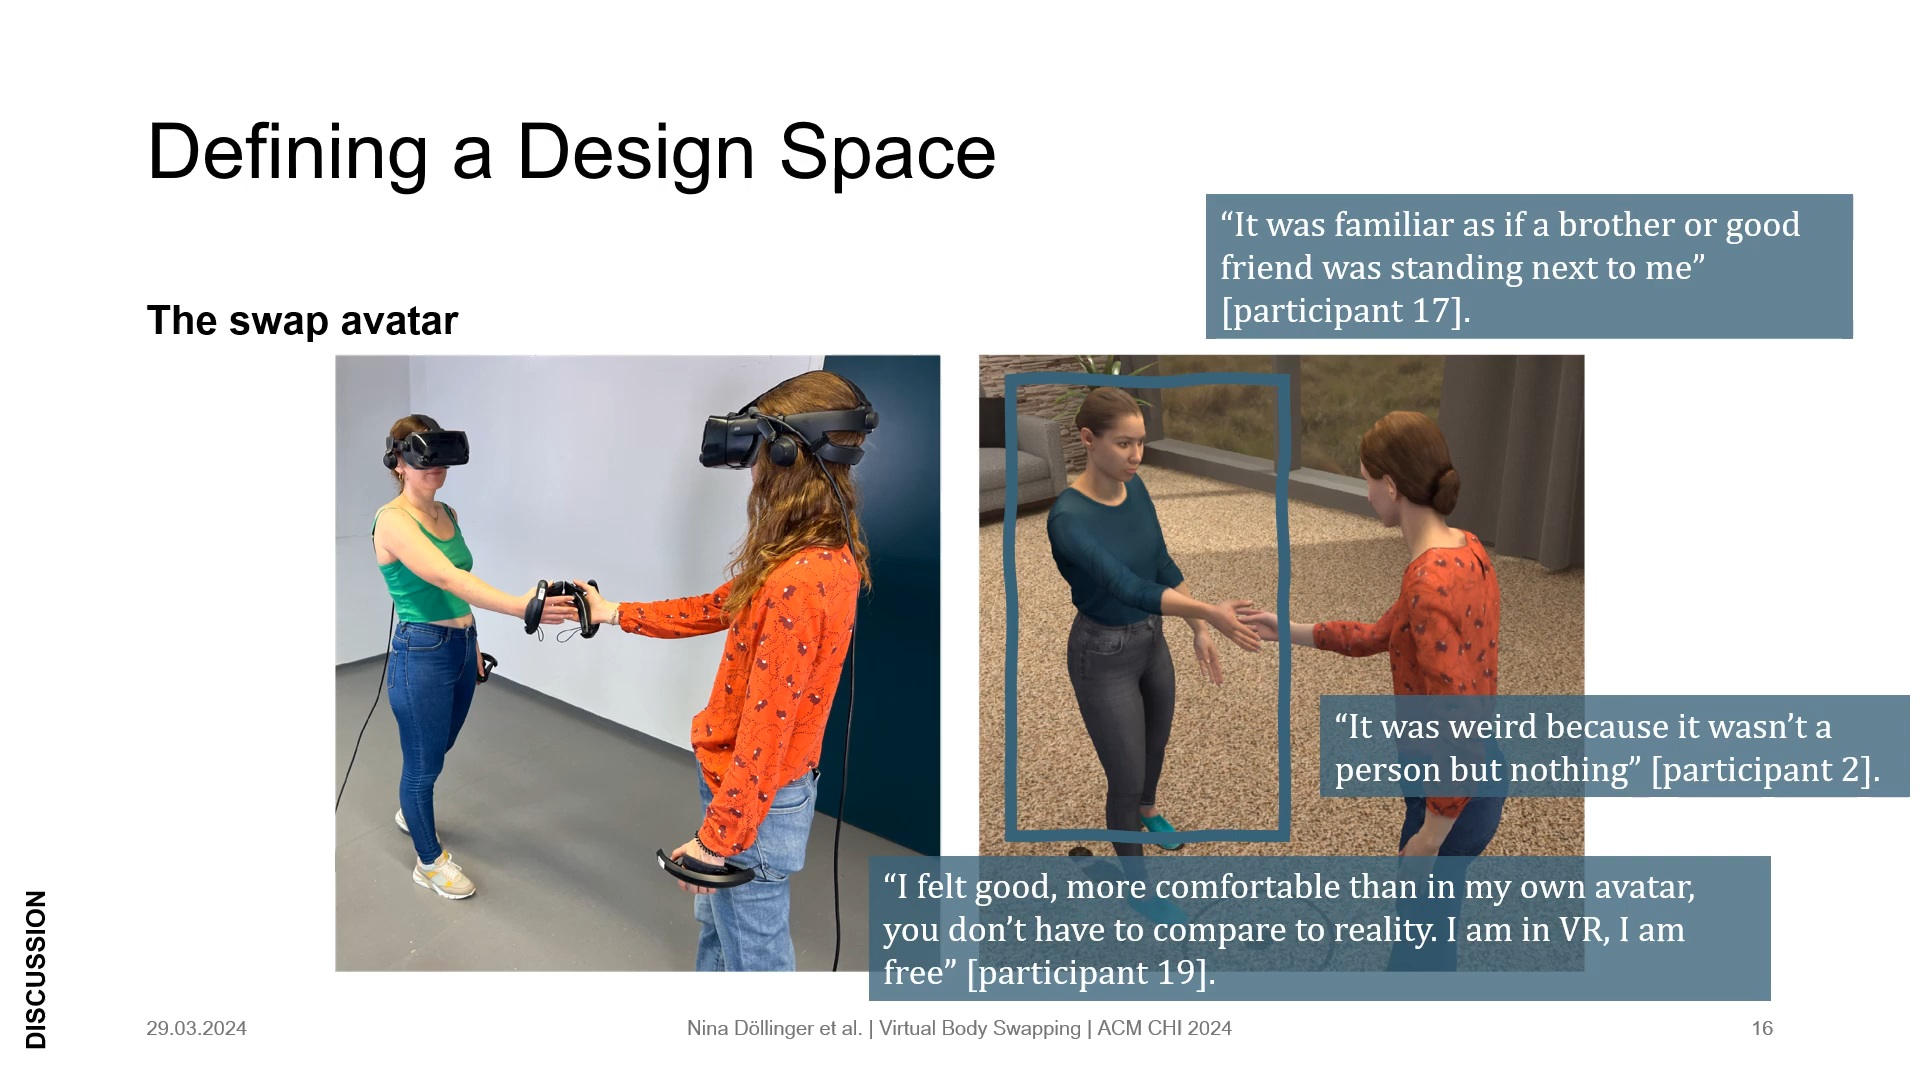 Defining a Design Space
“It was familiar as if a brother or good
friend was standing next to me”
[participant 17].
The swap avatar
“It was weird because it wasn’t a
person but nothing” [participant 2].
“I felt good, more comfortable than in my own avatar,
you don’t have to compare to reality. I am in VR, I am
free” [participant 19].
DISCUSSION
29.03.2024
Nina Döllinger et al. | Virtual Body Swapping | ACM CHI 2024
16